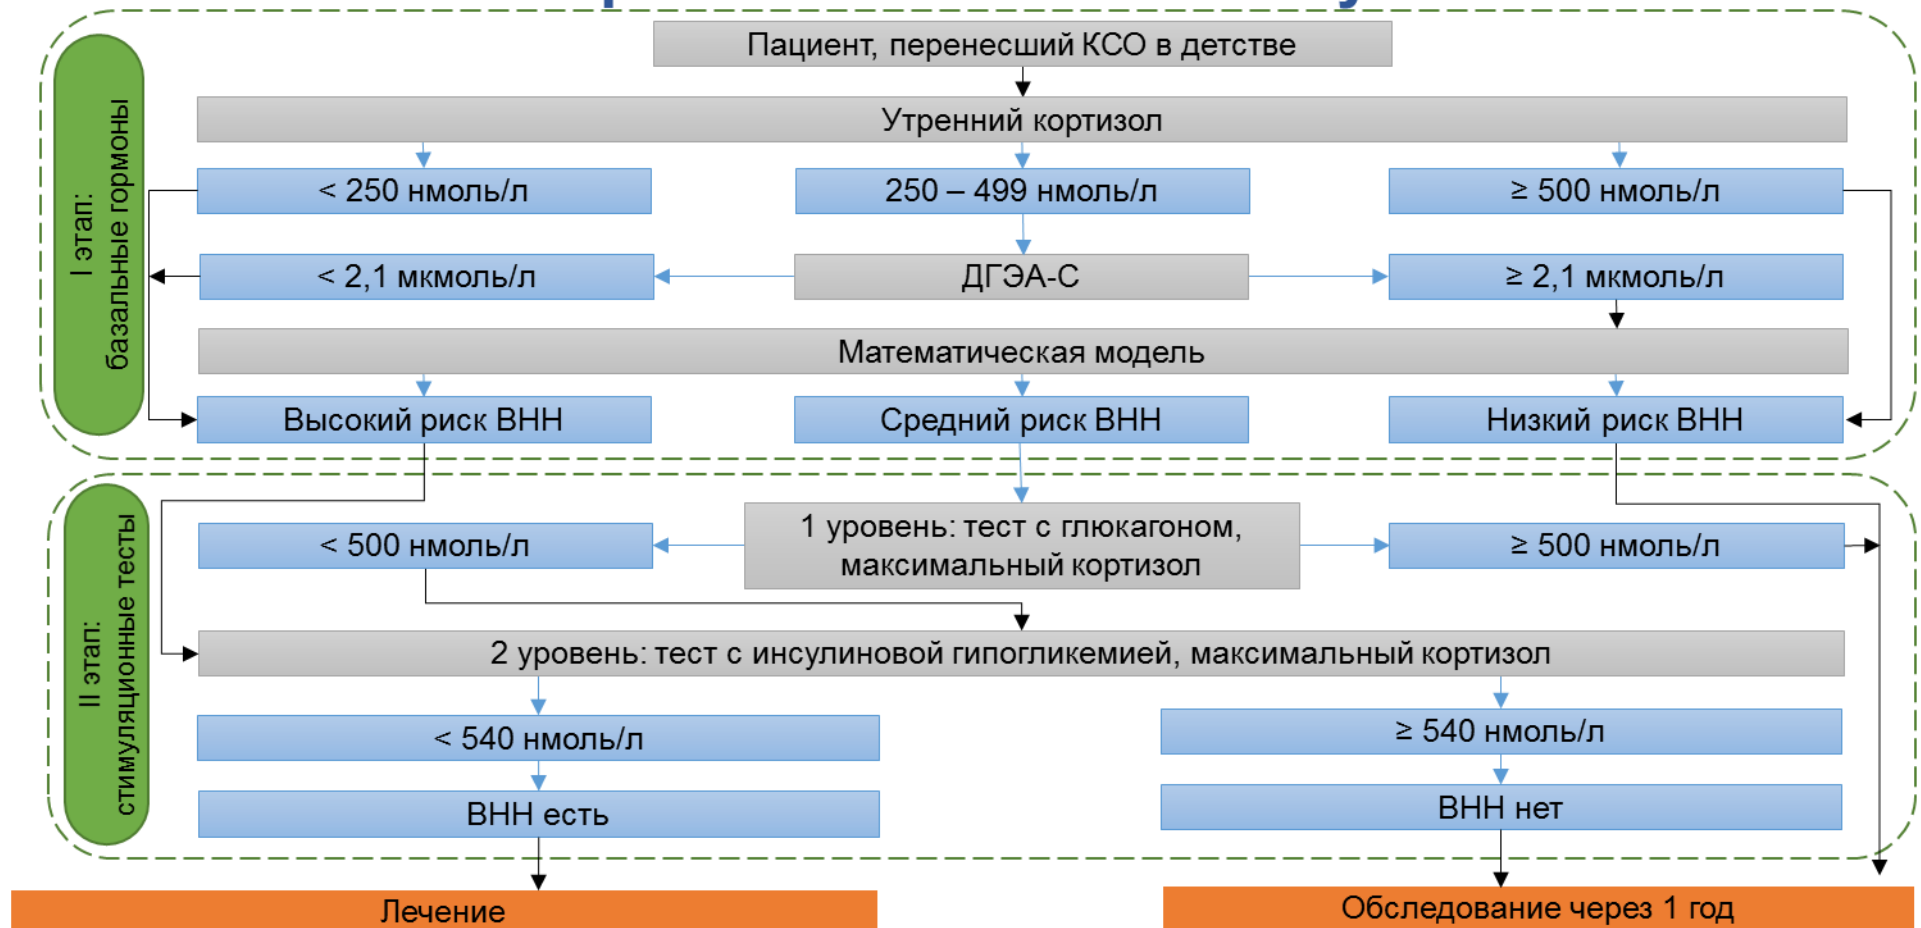 Пациент, перенесший КСО в детстве
Утренний кортизол
I этап:
базальные гормоны
< 250 нмоль/л
250 – 499 нмоль/л
≥ 500 нмоль/л
< 2,1 мкмоль/л
ДГЭА-С
≥ 2,1 мкмоль/л
Математическая модель
Высокий риск ВНН
Средний риск ВНН
Низкий риск ВНН
II этап:
стимуляционные тесты
< 500 нмоль/л
1 уровень: тест с глюкагоном,
максимальный кортизол
≥ 500 нмоль/л
2 уровень: тест с инсулиновой гипогликемией, максимальный кортизол
< 540 нмоль/л
≥ 540 нмоль/л
ВНН есть
ВНН нет
Лечение
Обследование через 1 год